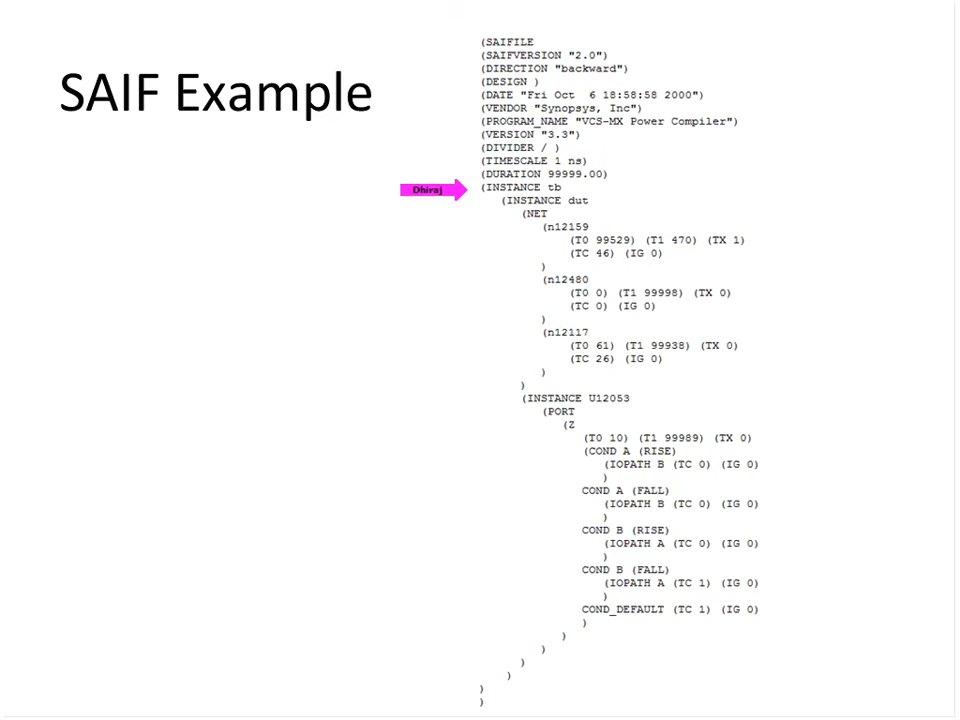 SAIF Example
(SAIFILE
(SAIFVERSION "2.0")
(DIRECTION "backward")
(DESIGN )
(DATE "Fri Oct  6 18:58:58 2000")
(VENDOR "Synopsys, Inc")
(PROGRAM_NAME "VCS-MX Power Compiler")
(VERSION "3.3")
(DIVIDER / )
(TIMESCALE 1 ns)
(DURATION 99999.00)
Dhiraj
(INSTANCE tb
(INSTANCE dut
(NET
(n12159
(T0 99529) (T1 470) (TX 1)
(TC 46) (IG 0)
)
(n12480
(T0 0) (T1 99998) (TX 0)
(TC 0) (IG 0)
)
(n12117
(T0 61) (T1 99938) (TX 0)
(TC 26) (IG 0)
)
)
(INSTANCE U12053
(PORT
(Z
(T0 10) (T1 99989) (TX 0)
(COND A (RISE)
(IOPATH B (TC 0) (IG 0)
)
COND A (FALL)
(IOPATH B (TC 0) (IG 0)
)
COND B (RISE)
(IOPATH A (TC 0) (IG 0)
)
COND B (FALL)
(IOPATH A (TC 1) (IG 0)
)
COND_DEFAULT (TC 1) (IG 0)
)
)
)
)
)
)
)